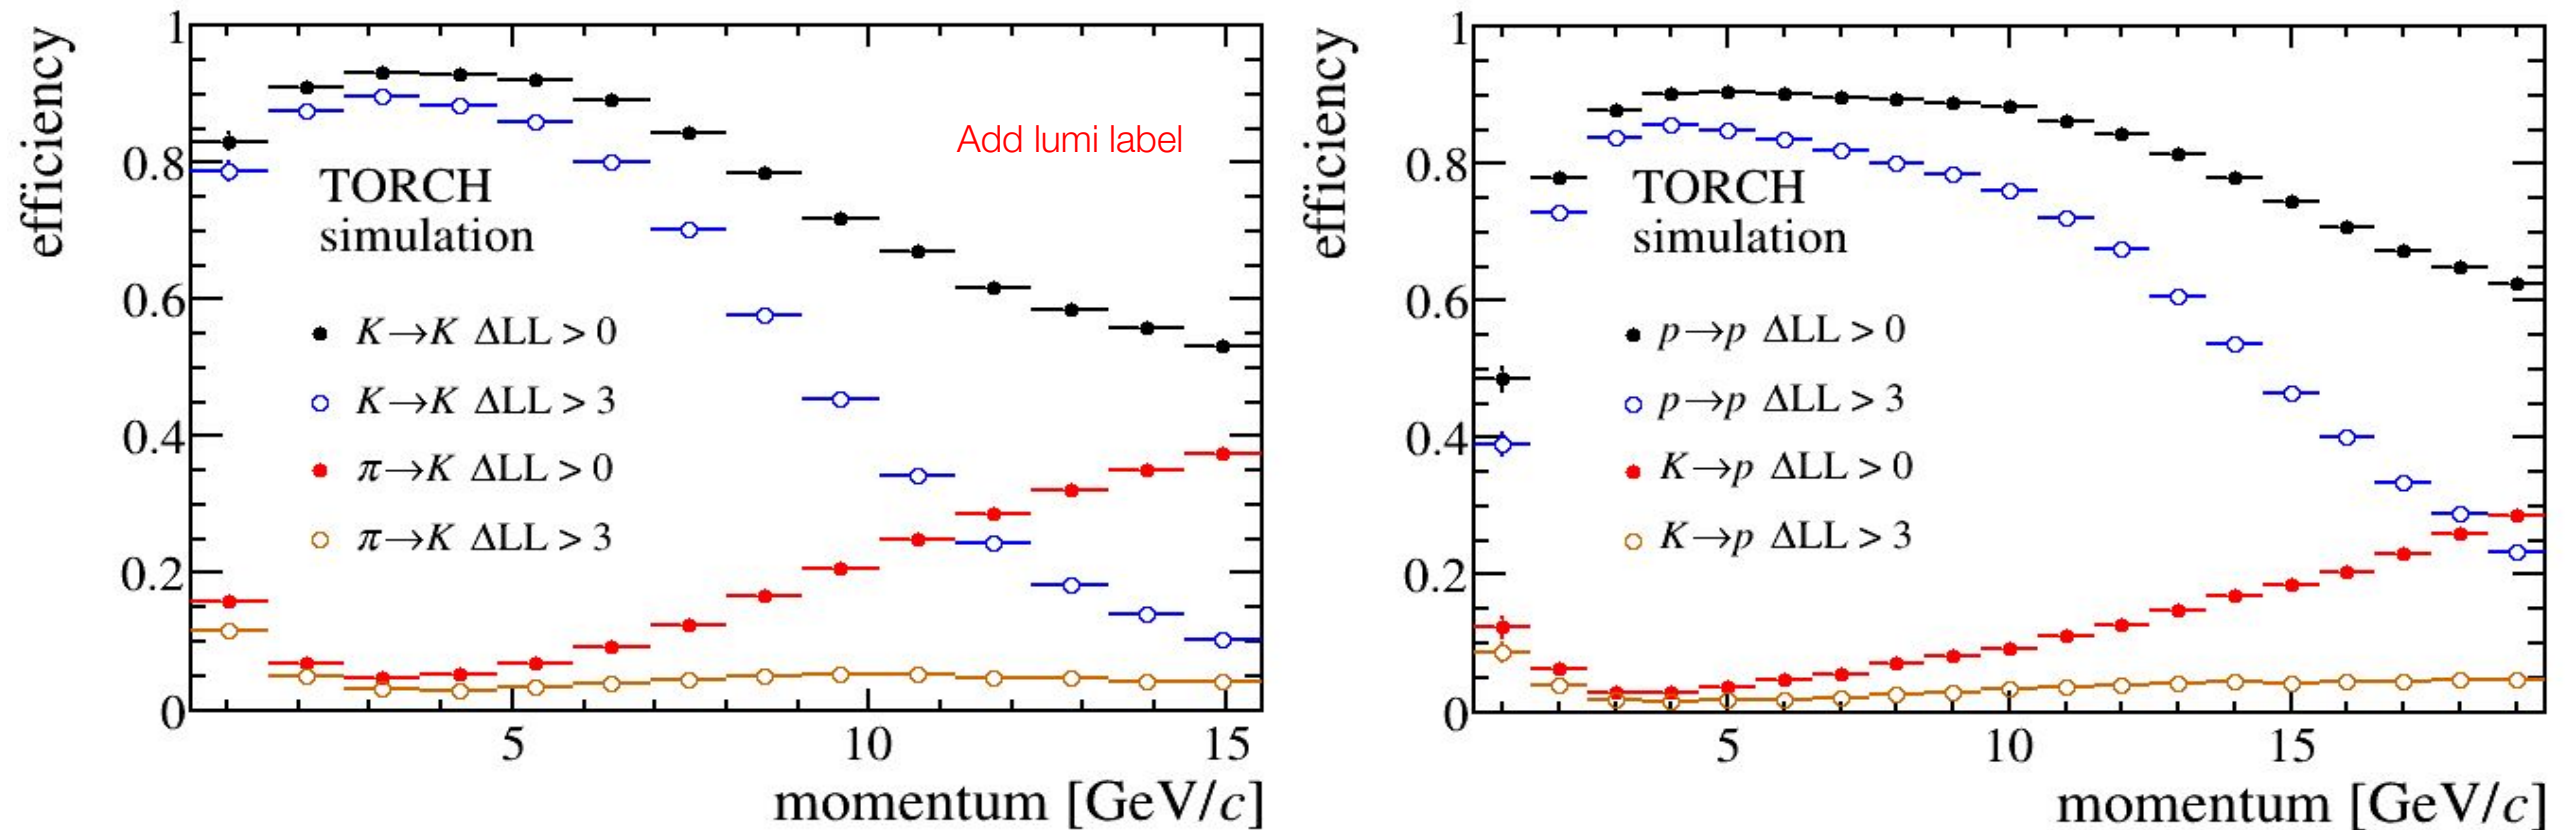 efficiency
1
0.8
0.6
0.4
0.2
0
Add lumi label
TORCH
simulation
K→K ΔLL > 0
K→K ΔLL > 3
π→K ΔLL > 0
π→K ΔLL > 3
5 10 15
momentum [GeV/c]
efficiency
1
0.8
0.6
0.4
0.2
0
TORCH
simulation
p→p ΔLL > 0
p→p ΔLL > 3
K→p ΔLL > 0
K→p ΔLL > 3
5 10 15
momentum [GeV/c]